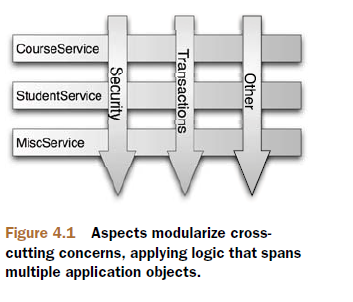 CourseService
StudentService
MiscService
Security
Transactions
Other
Figure 4.1 Aspects modularize cross-
cutting concerns, applying logic that spans
multiple application objects.